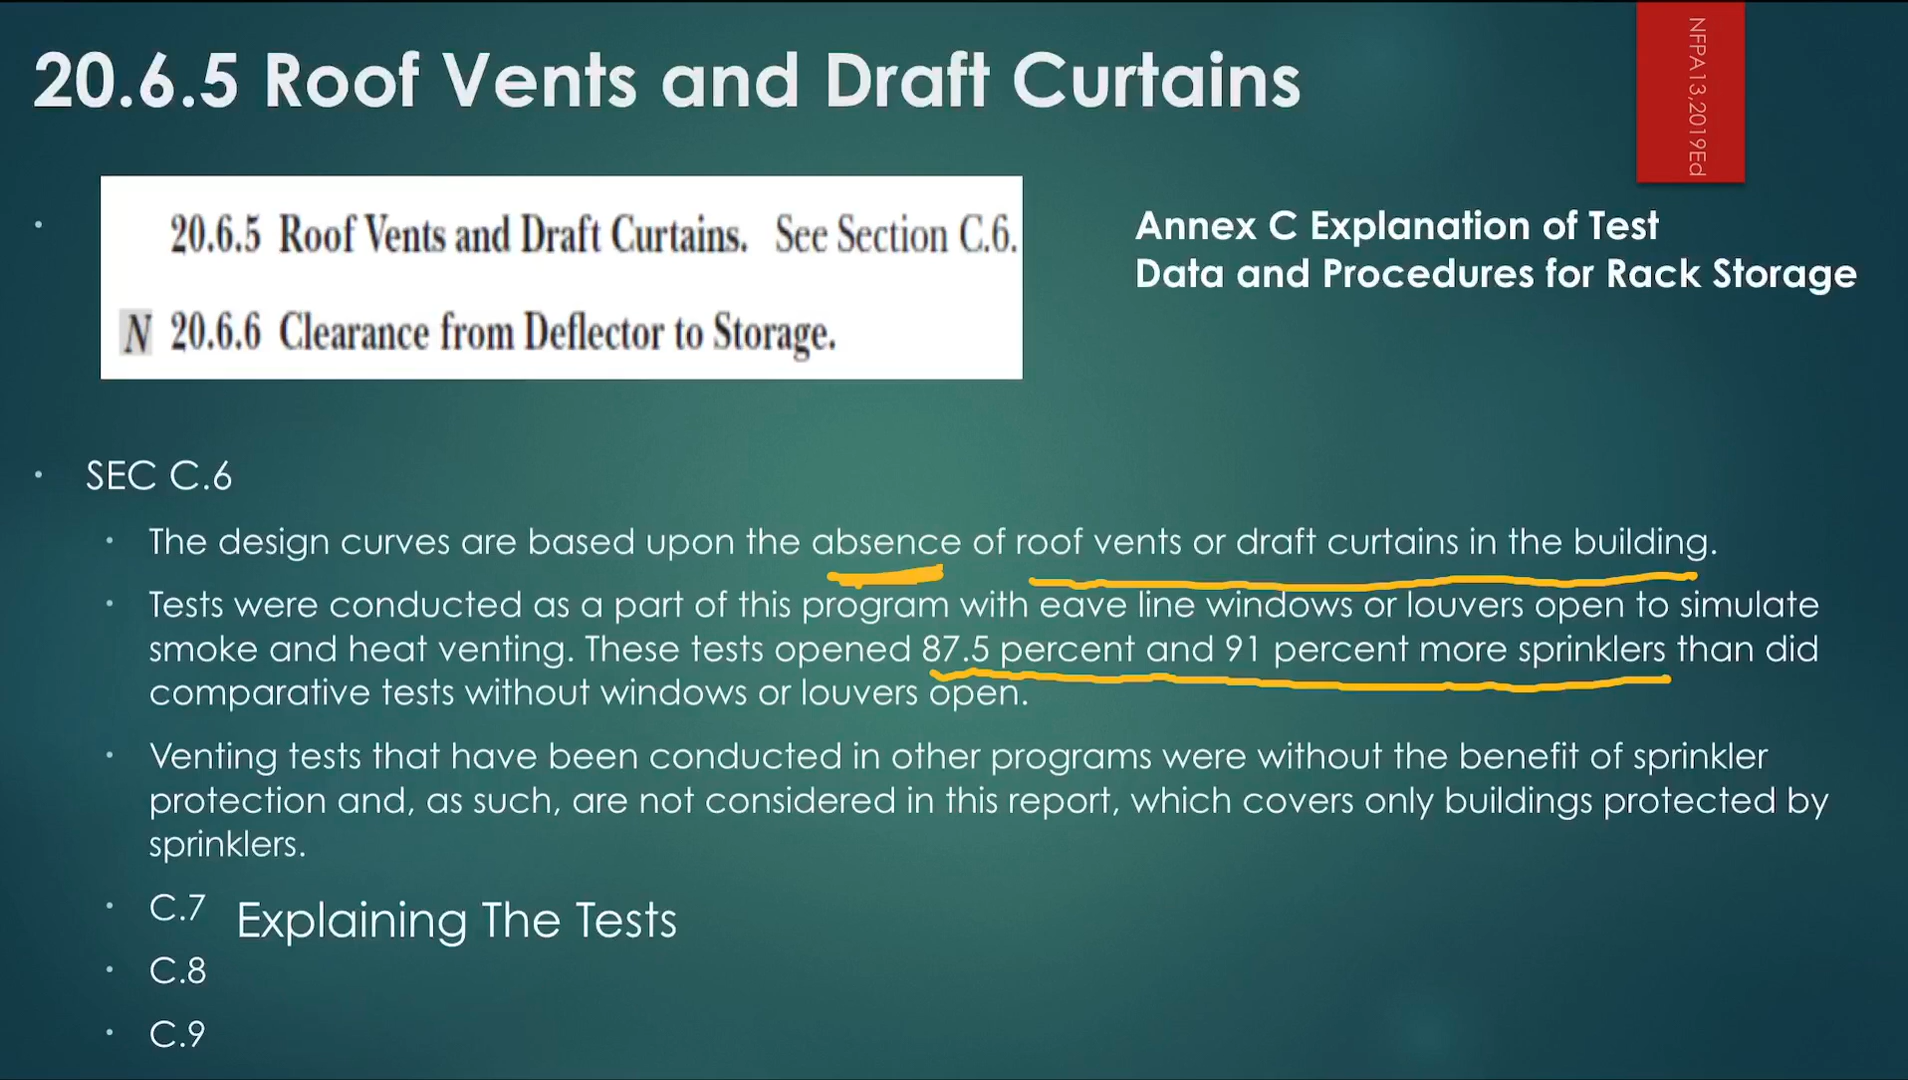 20.6.5 Roof Vents and Draft Curtains
NFPA13,2019Ed
20.6.5 Roof Vents and Draft Curtains. See Section C.6.
N 20.6.6 Clearance from Deflector to Storage.
Annex C Explanation of Test
Data and Procedures for Rack Storage
• SEC C.6
• The design curves are based upon the absence of roof vents or draft curtains in the building.
• Tests were conducted as a part of this program with eave line windows or louvers open to simulate
smoke and heat venting. These tests opened 87.5 percent and 91 percent more sprinklers than did
comparative tests without windows or louvers open.
• Venting tests that have been conducted in other programs were without the benefit of sprinkler
protection and, as such, are not considered in this report, which covers only buildings protected by
sprinklers.
• C.7 Explaining The Tests
• C.8
• C.9